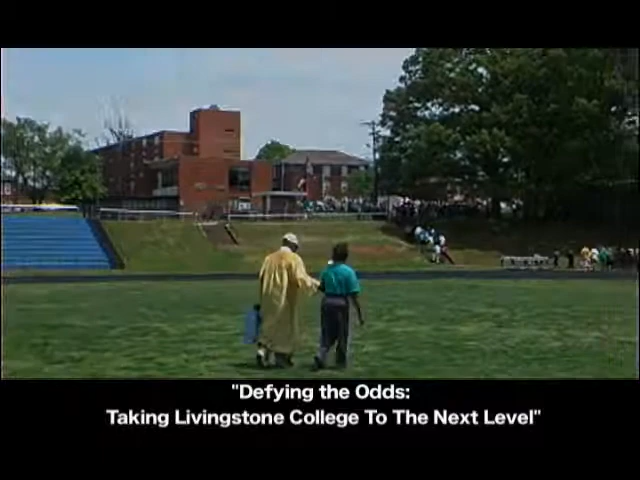 "Defying the Odds:
Taking Livingstone College To The Next Level"